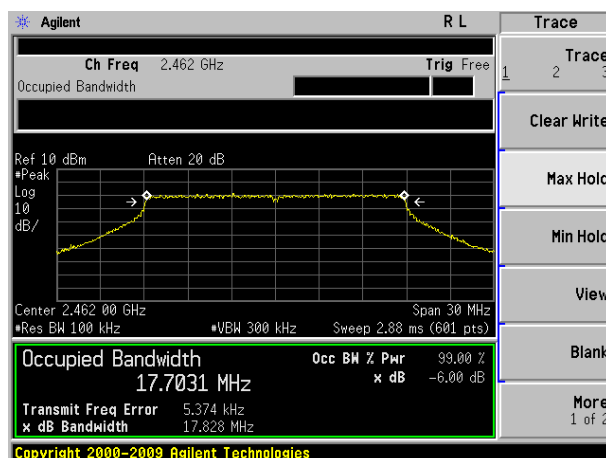 Agilent R L Trace
Ch Freq 2.462 GHz Trig Free
Occupied Bandwidth
Trace
1 2 3
Clear Write
Max Hold
Min Hold
View
Blank
More
1 of 2
Ref 10 dBm Atten 20 dB
#Peak
Log
10
dB/
Center 2.462 00 GHz Span 30 MHz
#Res BW 100 kHz #VBW 300 kHz Sweep 2.88 ms (601 pts)
Occupied Bandwidth Occ BW % Pwr 99.00 %
17.7031 MHz x dB -6.00 dB
Transmit Freq Error 5.374 kHz
x dB Bandwidth 17.828 MHz
Copyright 2000-2009 Agilent Technologies